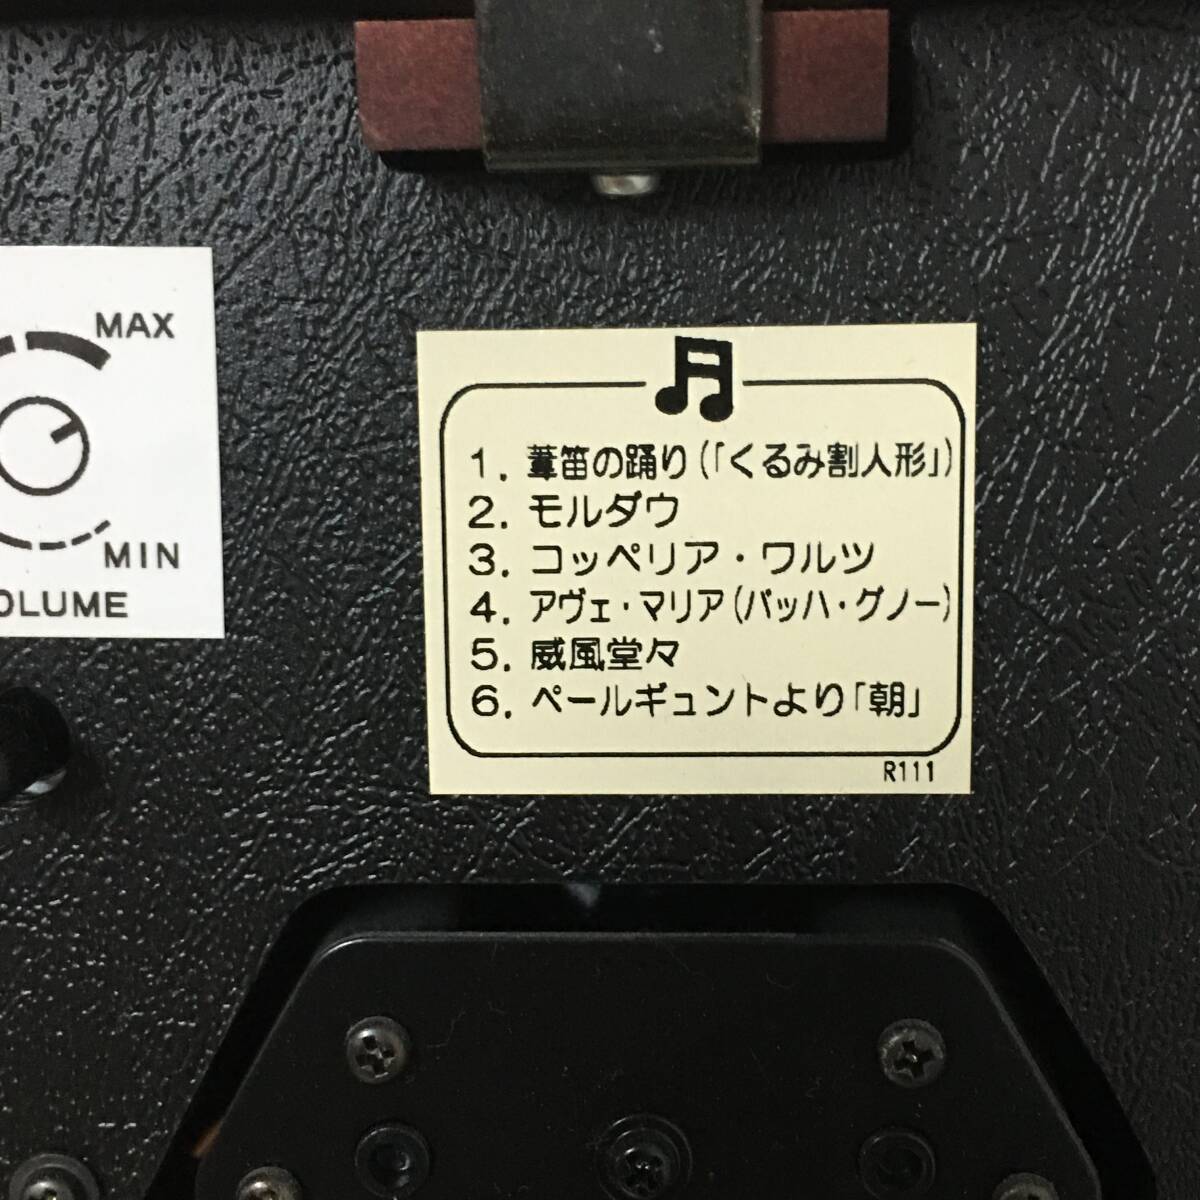 MAX
MIN
OLUME
1. 葦笛の踊り(「くるみ割人形」)
2. モルダウ
3. コッペリア・ワルツ
4. アヴェ・マリア(バッハ・グノー)
5. 威風堂々
6. ペールギュントより「朝」
R111